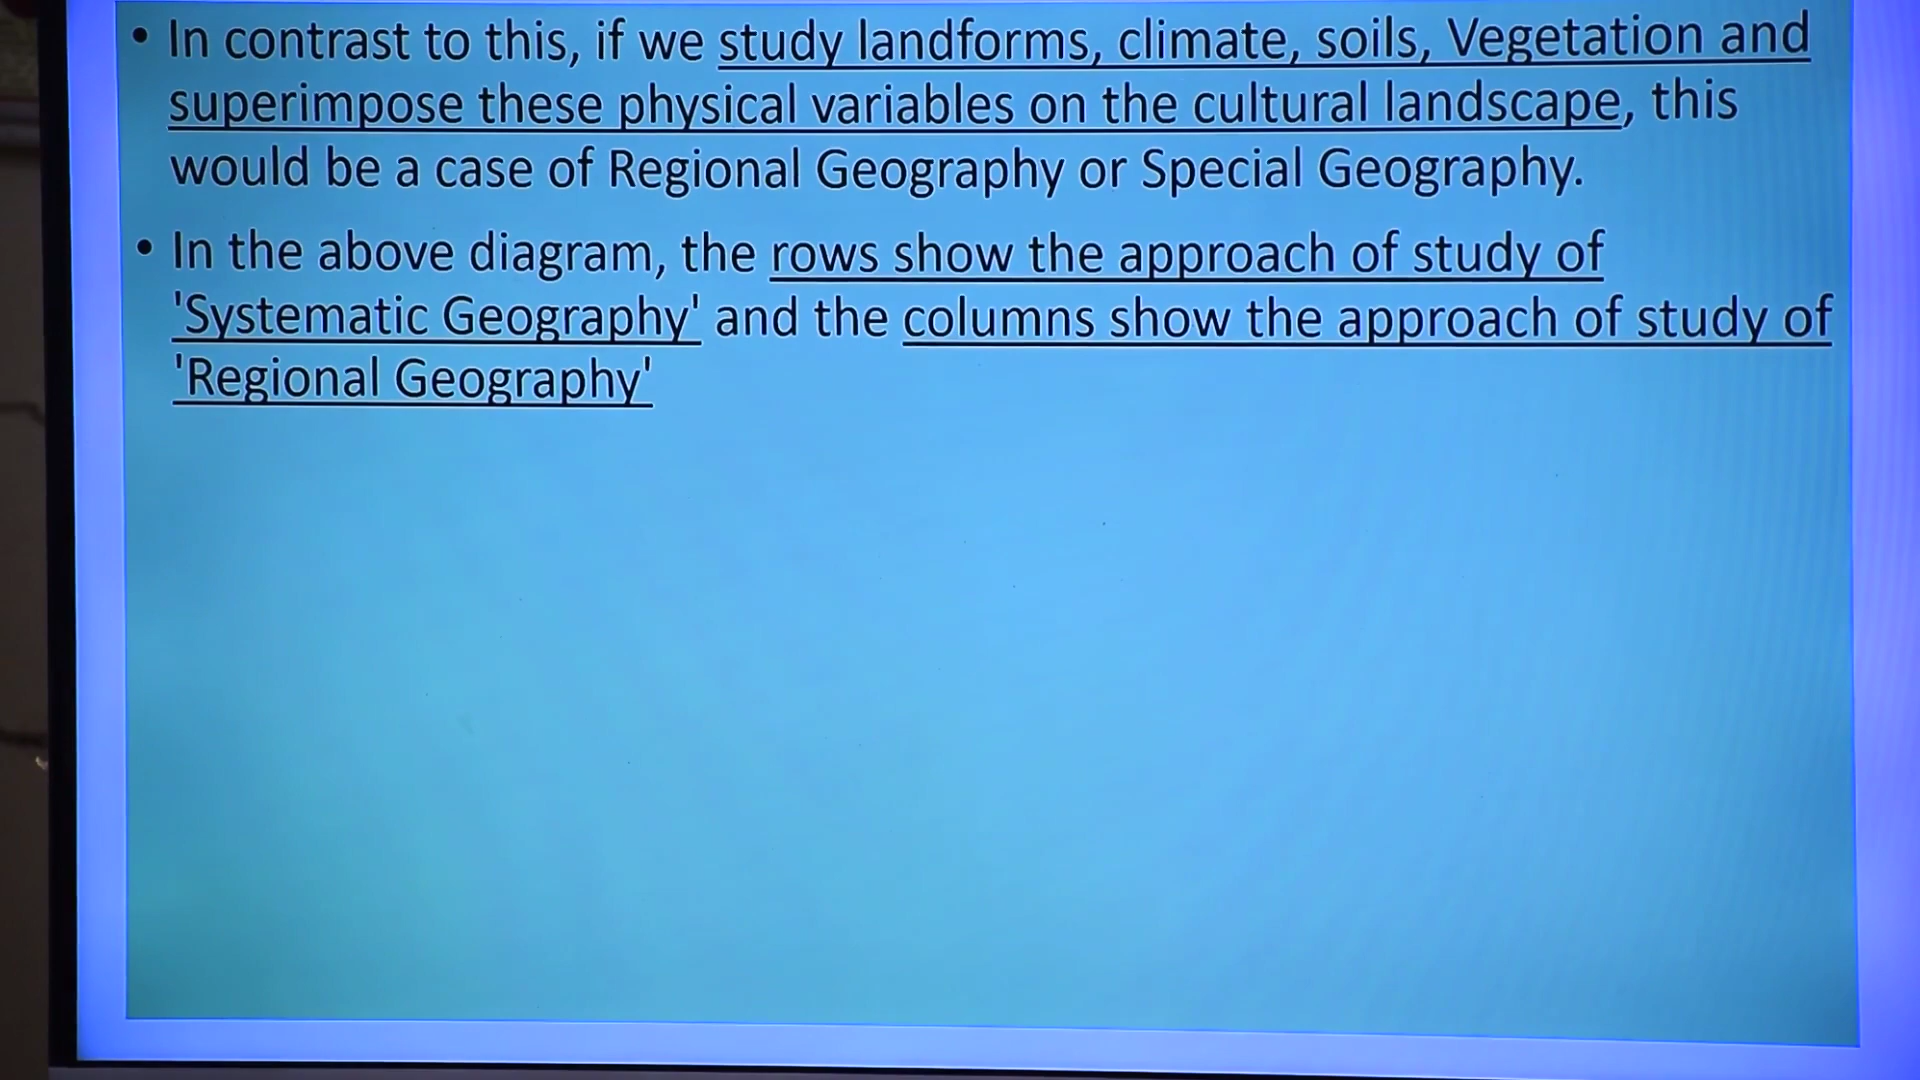 • In contrast to this, if we study landforms, climate, soils, Vegetation and
superimpose these physical variables on the cultural landscape, this
would be a case of Regional Geography or Special Geography.
• In the above diagram, the rows show the approach of study of
'Systematic Geography' and the columns show the approach of study of
'Regional Geography'